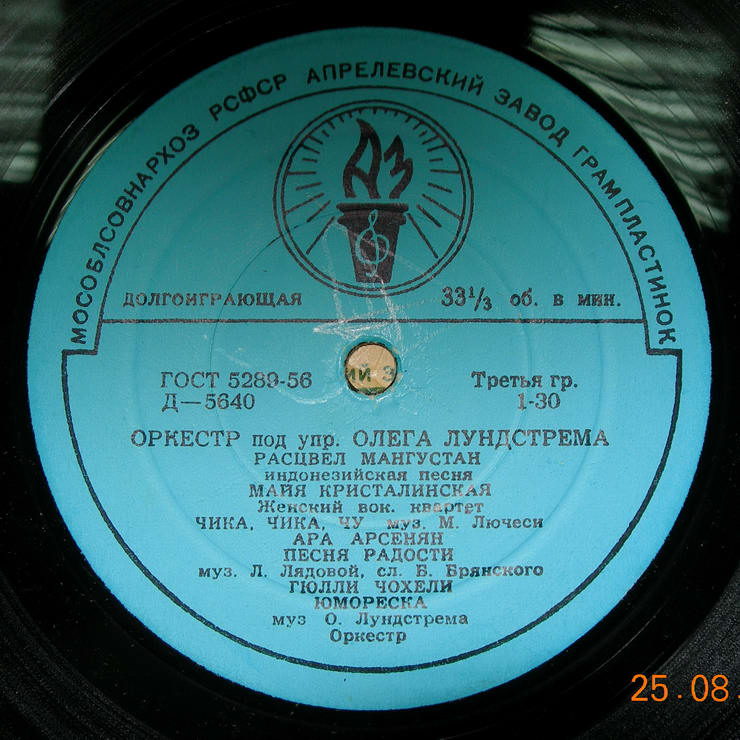 МОСОБЛСОВНАРХОЗ РСФСР АПРЕЛЕВСКИЙ ЗАВОД ГРАМПЛАСТИНОК
АЗ
ДОЛГОИГРАЮЩАЯ 33⅓ об. в мин.
ИЙ З
ГОСТ 5289-56 Третья гр.
Д—5640 1-30
ОРКЕСТР под упр. ОЛЕГА ЛУНДСТРЕМА
РАСЦВЕЛ МАНГУСТАН
индонезийская песня
МАЙЯ КРИСТАЛИНСКАЯ
Женский вок. квартет
ЧИКА, ЧИКА, ЧУ муз. М. Лючеси
АРА АРСЕНЯН
ПЕСНЯ РАДОСТИ
муз. Л. Лядовой, сл. Б. Брянского
ГЮЛЛИ ЧОХЕЛИ
ЮМОРЕСКА
муз О. Лундстрема
Оркестр
25.08.